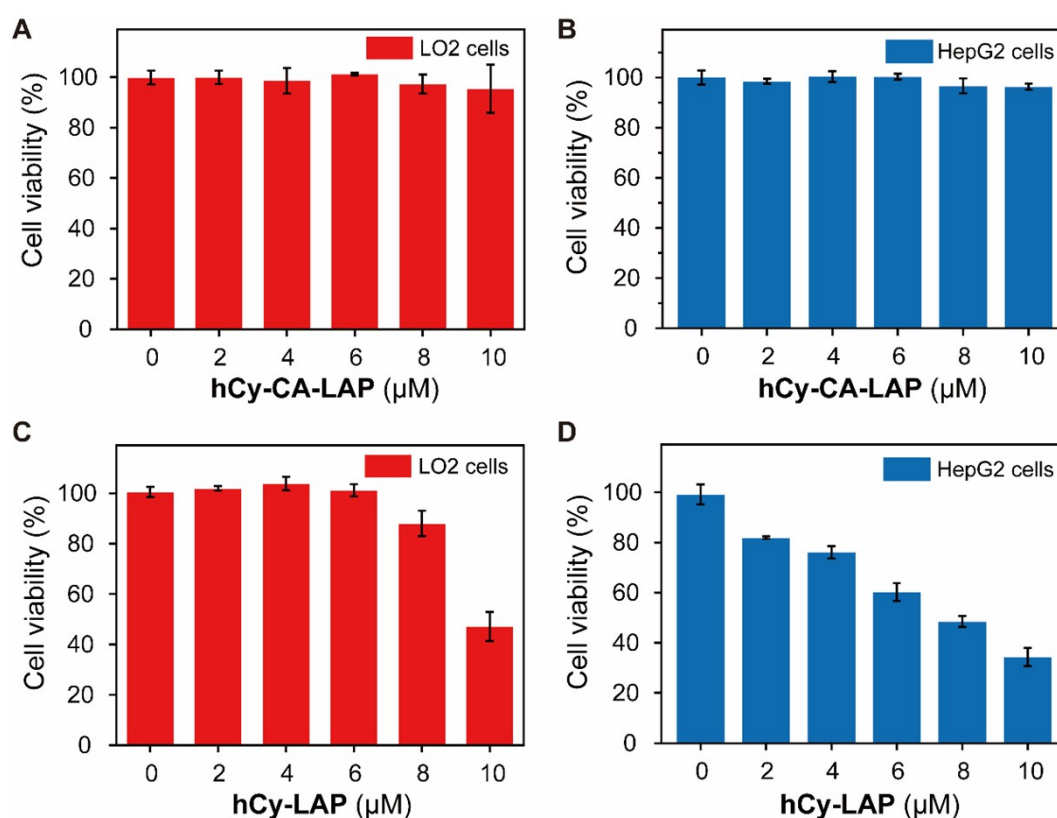 A
LO2 cells
Cell viability (%)
100
80
60
40
20
0
0 2 4 6 8 10
hCy-CA-LAP (µM)
B
HepG2 cells
Cell viability (%)
100
80
60
40
20
0
0 2 4 6 8 10
hCy-CA-LAP (µM)
C
LO2 cells
Cell viability (%)
100
80
60
40
20
0
0 2 4 6 8 10
hCy-LAP (µM)
D
HepG2 cells
Cell viability (%)
100
80
60
40
20
0
0 2 4 6 8 10
hCy-LAP (µM)